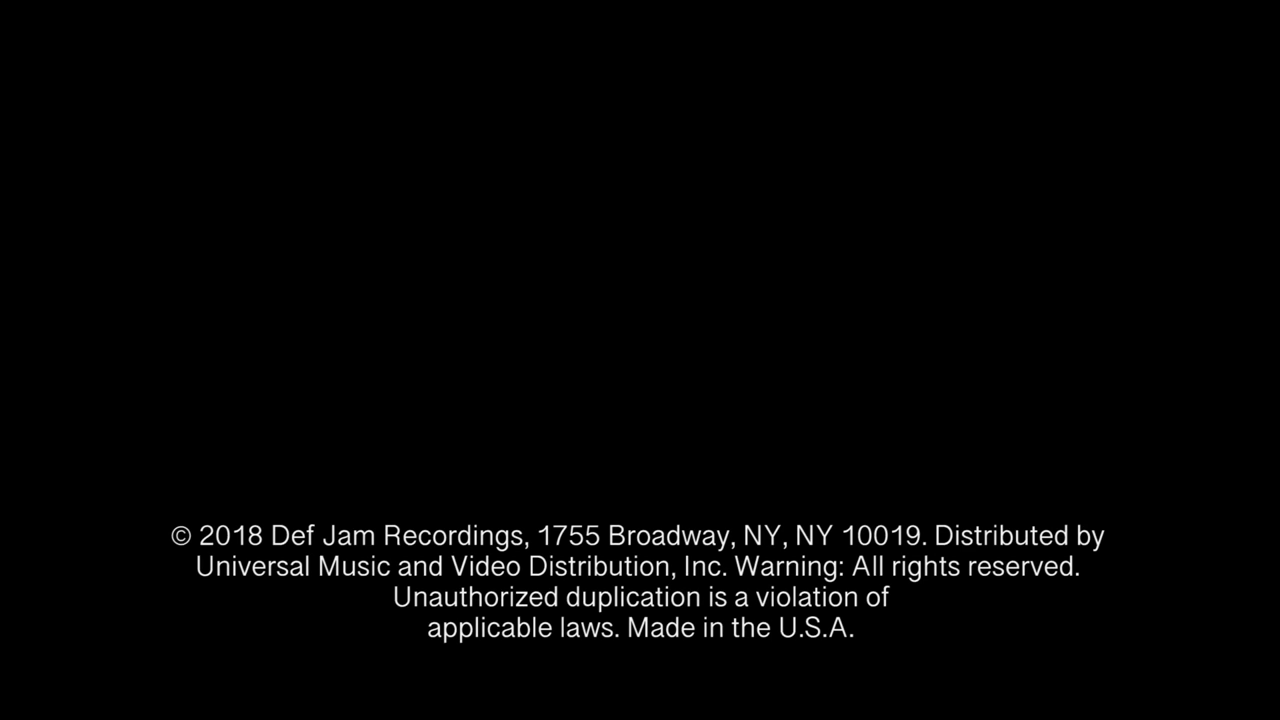 © 2018 Def Jam Recordings, 1755 Broadway, NY, NY 10019. Distributed by
Universal Music and Video Distribution, Inc. Warning: All rights reserved.
Unauthorized duplication is a violation of
applicable laws. Made in the U.S.A.